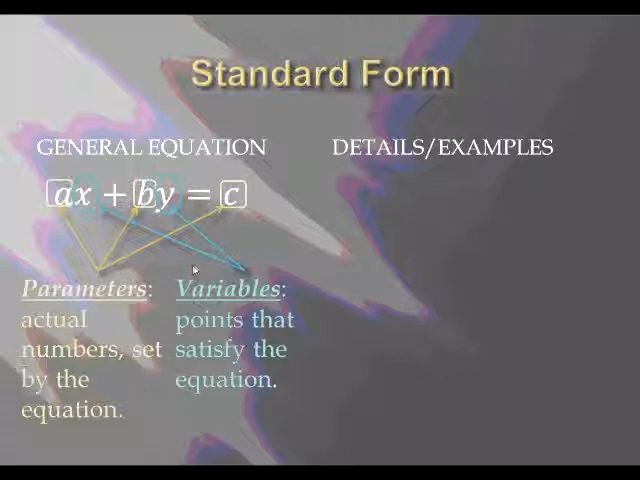 Standard Form
GENERAL EQUATION
DETAILS/EXAMPLES
ax + by = c
Parameters:
actual
numbers, set
by the
equation.
Variables:
points that
satisfy the
equation.